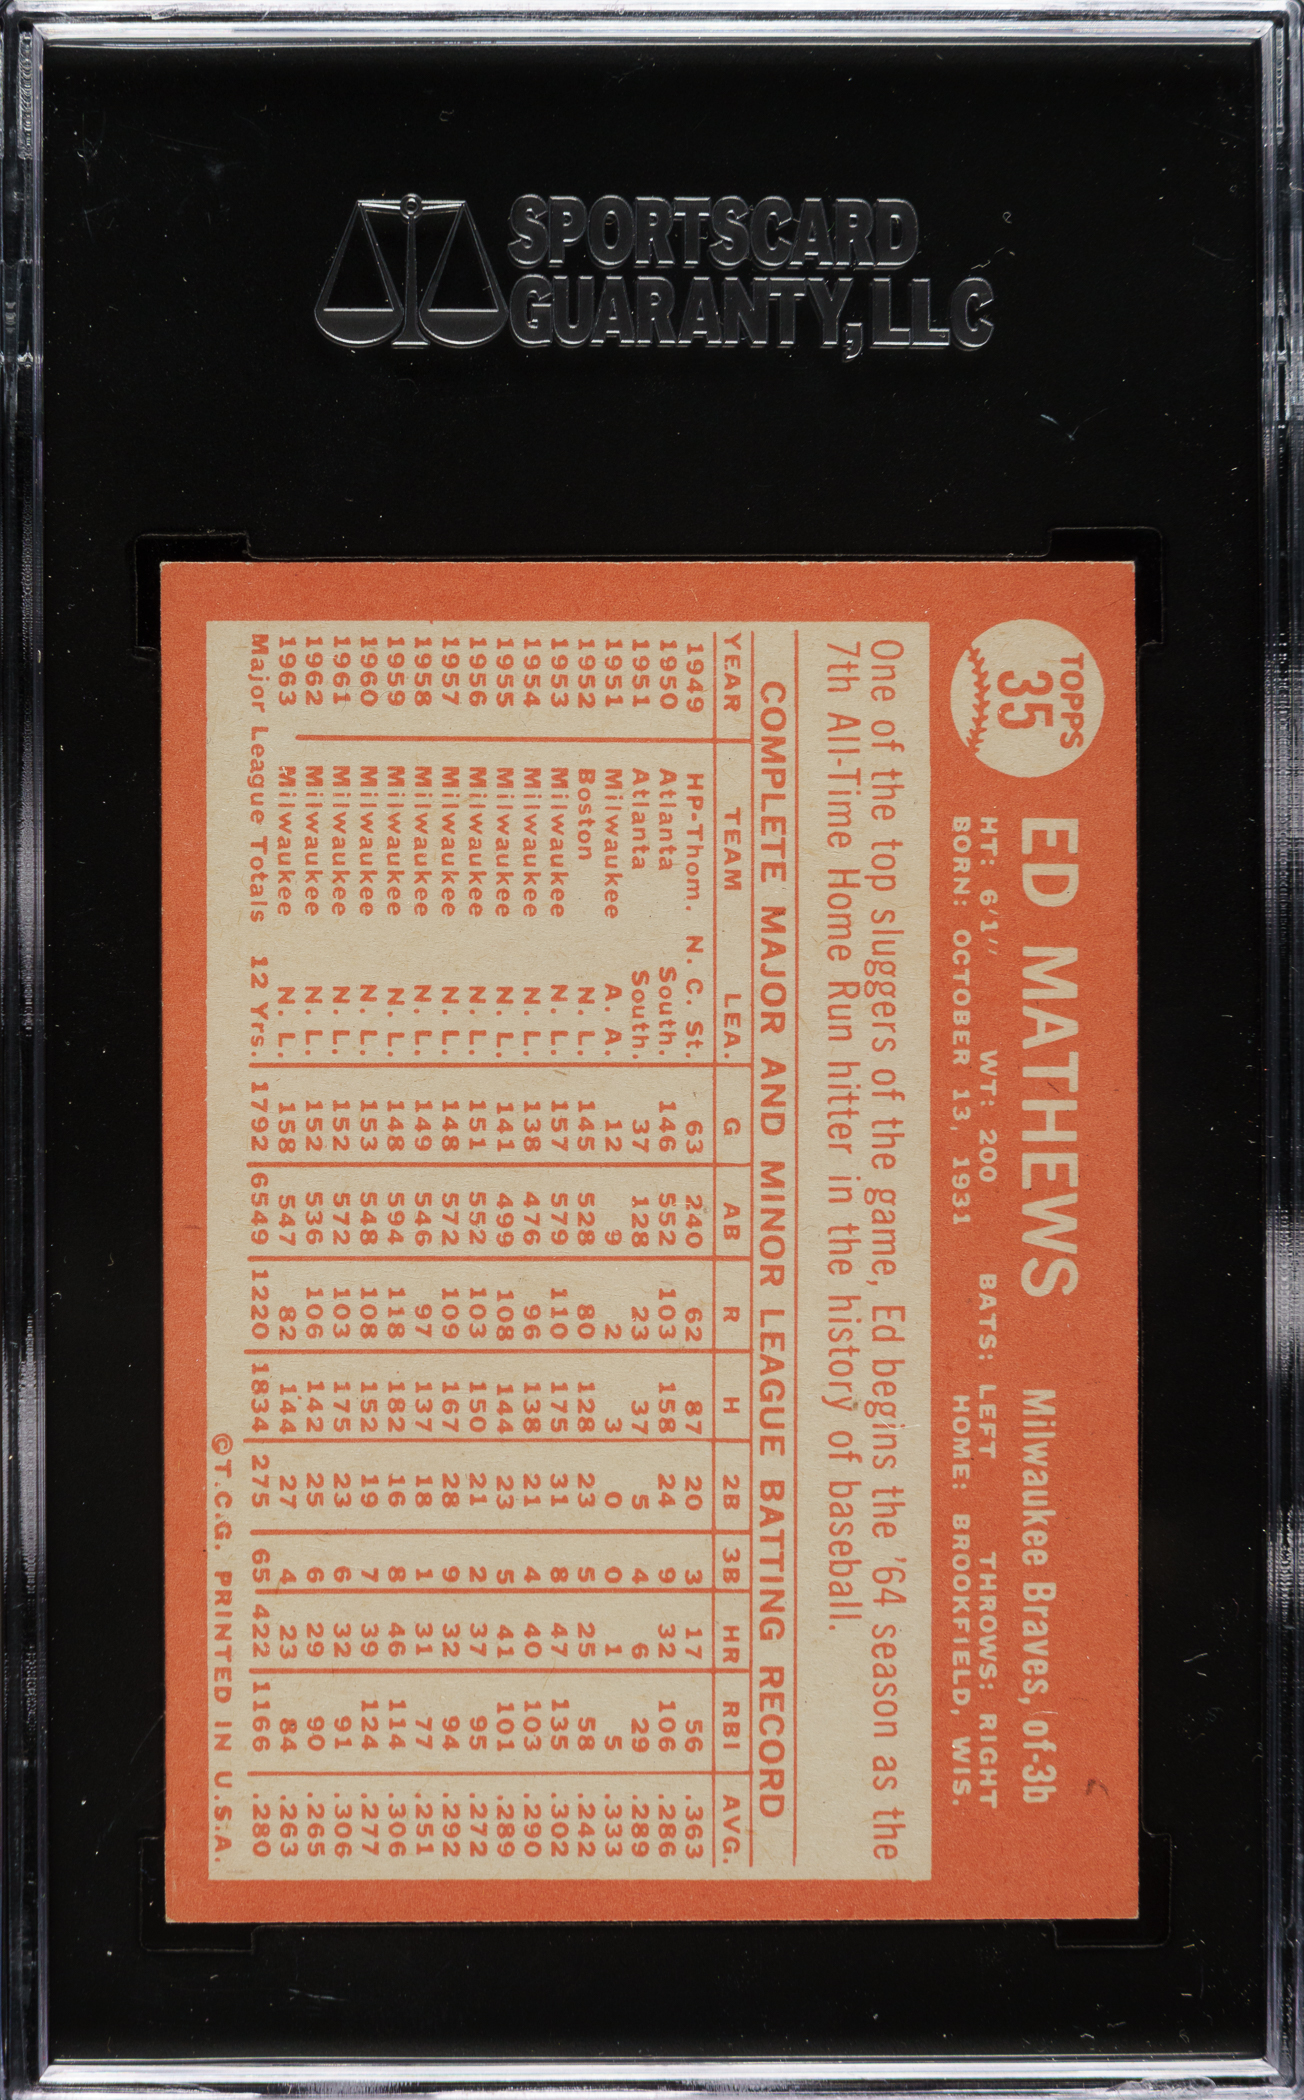 SPORTSCARD
GUARANTY, LLC
TOPPS
35
ED MATHEWS Milwaukee Braves, of-3b
HT: 6'1" WT: 200 BATS: LEFT THROWS: RIGHT
BORN: OCTOBER 13, 1931 HOME: BROOKFIELD, WIS.
One of the top sluggers of the game, Ed begins the '64 season as the
7th All-Time Home Run hitter in the history of baseball.
COMPLETE MAJOR AND MINOR LEAGUE BATTING RECORD
YEAR TEAM LEA. G AB R H 2B 3B HR RBI AVG.
1949 HP-Thom. N. C. St. 63 240 62 87 20 3 17 56 .363
1950 Atlanta South. 146 552 103 158 24 9 32 106 .286
1951 Atlanta South. 37 128 23 37 5 4 6 29 .289
1951 Milwaukee A. A. 12 9 2 3 0 0 1 5 .333
1952 Boston N. L. 145 528 80 128 23 5 25 58 .242
1953 Milwaukee N. L. 157 579 110 175 31 8 47 135 .302
1954 Milwaukee N. L. 138 476 96 138 21 4 40 103 .290
1955 Milwaukee N. L. 141 499 108 144 23 5 41 101 .289
1956 Milwaukee N. L. 151 552 103 150 21 2 37 95 .272
1957 Milwaukee N. L. 148 572 109 167 28 9 32 94 .292
1958 Milwaukee N. L. 149 546 97 137 18 1 31 77 .251
1959 Milwaukee N. L. 148 594 118 182 16 8 46 114 .306
1960 Milwaukee N. L. 153 548 108 152 19 7 39 124 .277
1961 Milwaukee N. L. 152 572 103 175 23 6 32 91 .306
1962 Milwaukee N. L. 152 536 106 142 25 6 29 90 .265
1963 Milwaukee N. L. 158 547 82 144 27 4 23 84 .263
Major League Totals 12 Yrs. 1792 6549 1220 1834 275 65 422 1166 .280
©T.C.G. PRINTED IN U.S.A.